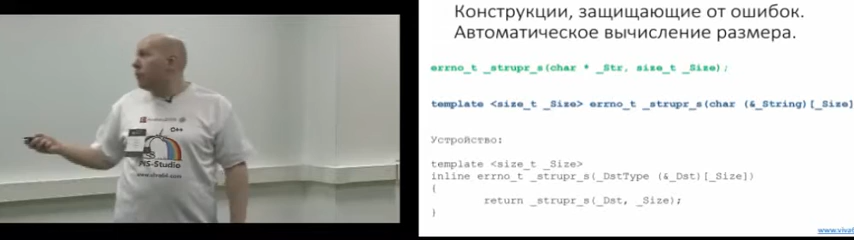 C++
VS-Studio
Конструкции, защищающие от ошибок.
Автоматическое вычисление размера.
errno_t _strupr_s(char * _Str, size_t _Size);
template <size_t _Size> errno_t _strupr_s(char (&_String)[_Size]
Устройство:
template <size_t _Size>
inline errno_t _strupr_s(_DstType (&_Dst)[_Size])
{
return _strupr_s(_Dst, _Size);
}